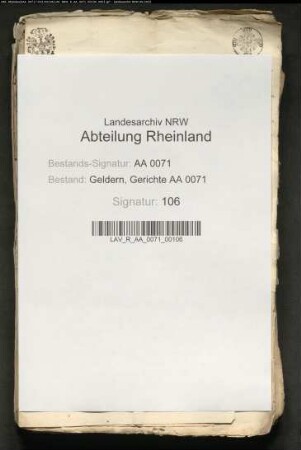 Landesarchiv NRW
Abteilung Rheinland
Bestands-Signatur: AA 0071
Bestand: Geldern, Gerichte AA 0071
Signatur: 106
LAV_R_AA_0071_00106